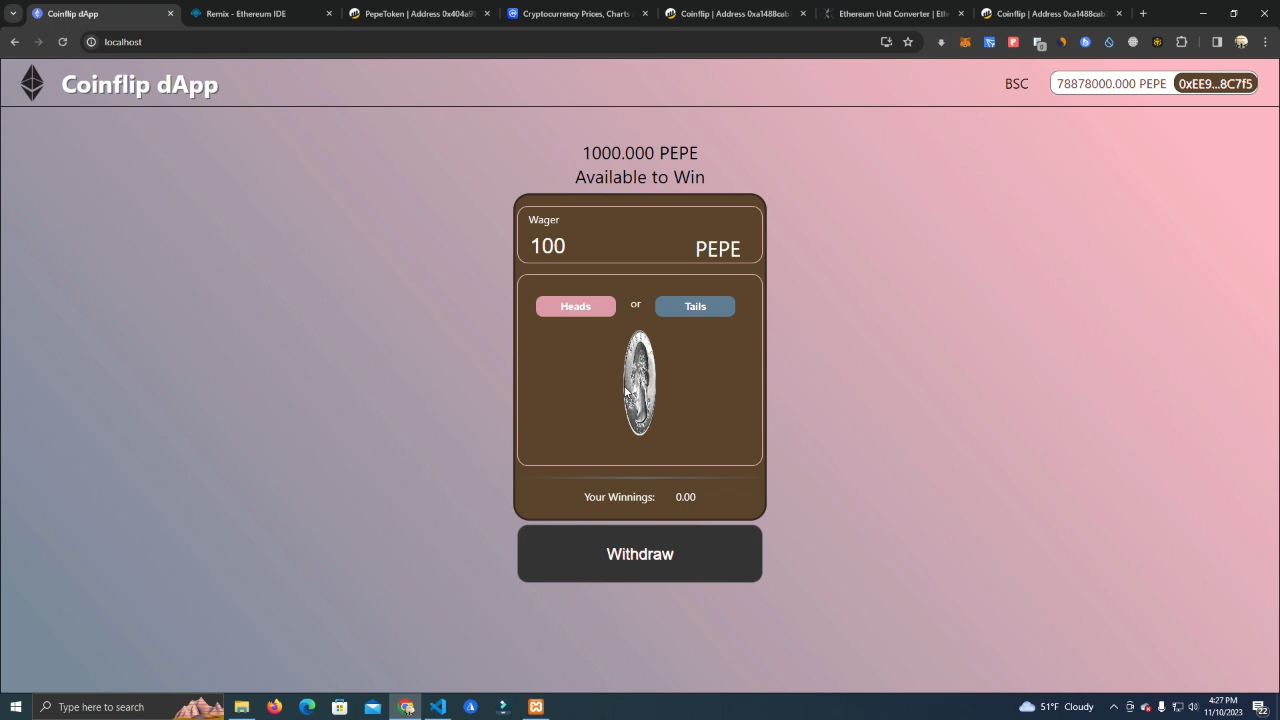 Coinflip dApp
Remix - Ethereum IDE
PepeToken | Address 0x404a9
Cryptocurrency Prices, Charts
Coinflip | Address 0xa1488cab
Ethereum Unit Converter | Eth
Coinflip | Address 0xa1488cab
localhost
Coinflip dApp
BSC
78878000.000 PEPE
0xEE9...8C7f5
1000.000 PEPE
Available to Win
Wager
100
PEPE
Heads
or
Tails
Your Winnings:
0.00
Withdraw
Type here to search
51°F Cloudy
4:27 PM
11/10/2023
22